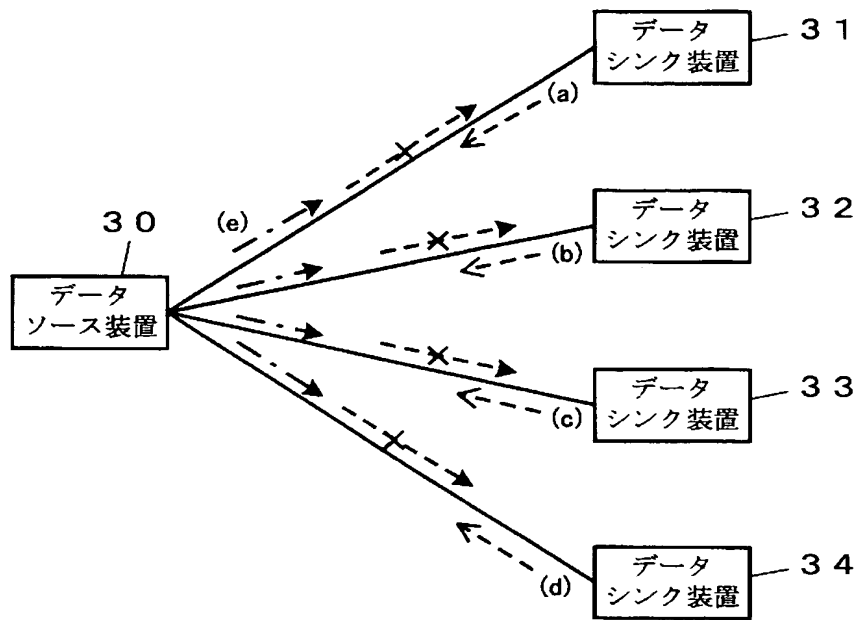 データ
シンク装置
31
(a)
(e)
30
データ
ソース装置
データ
シンク装置
32
(b)
データ
シンク装置
33
(c)
データ
シンク装置
34
(d)